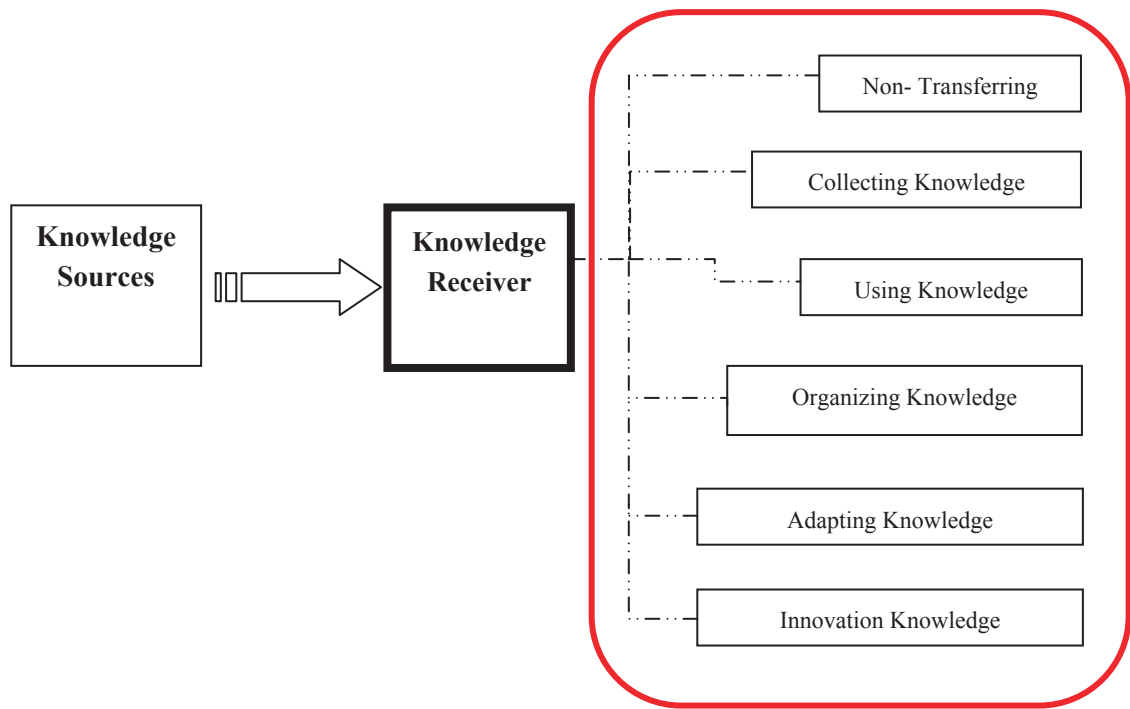 Knowledge
Sources
Knowledge
Receiver
Non- Transferring
Collecting Knowledge
Using Knowledge
Organizing Knowledge
Adapting Knowledge
Innovation Knowledge